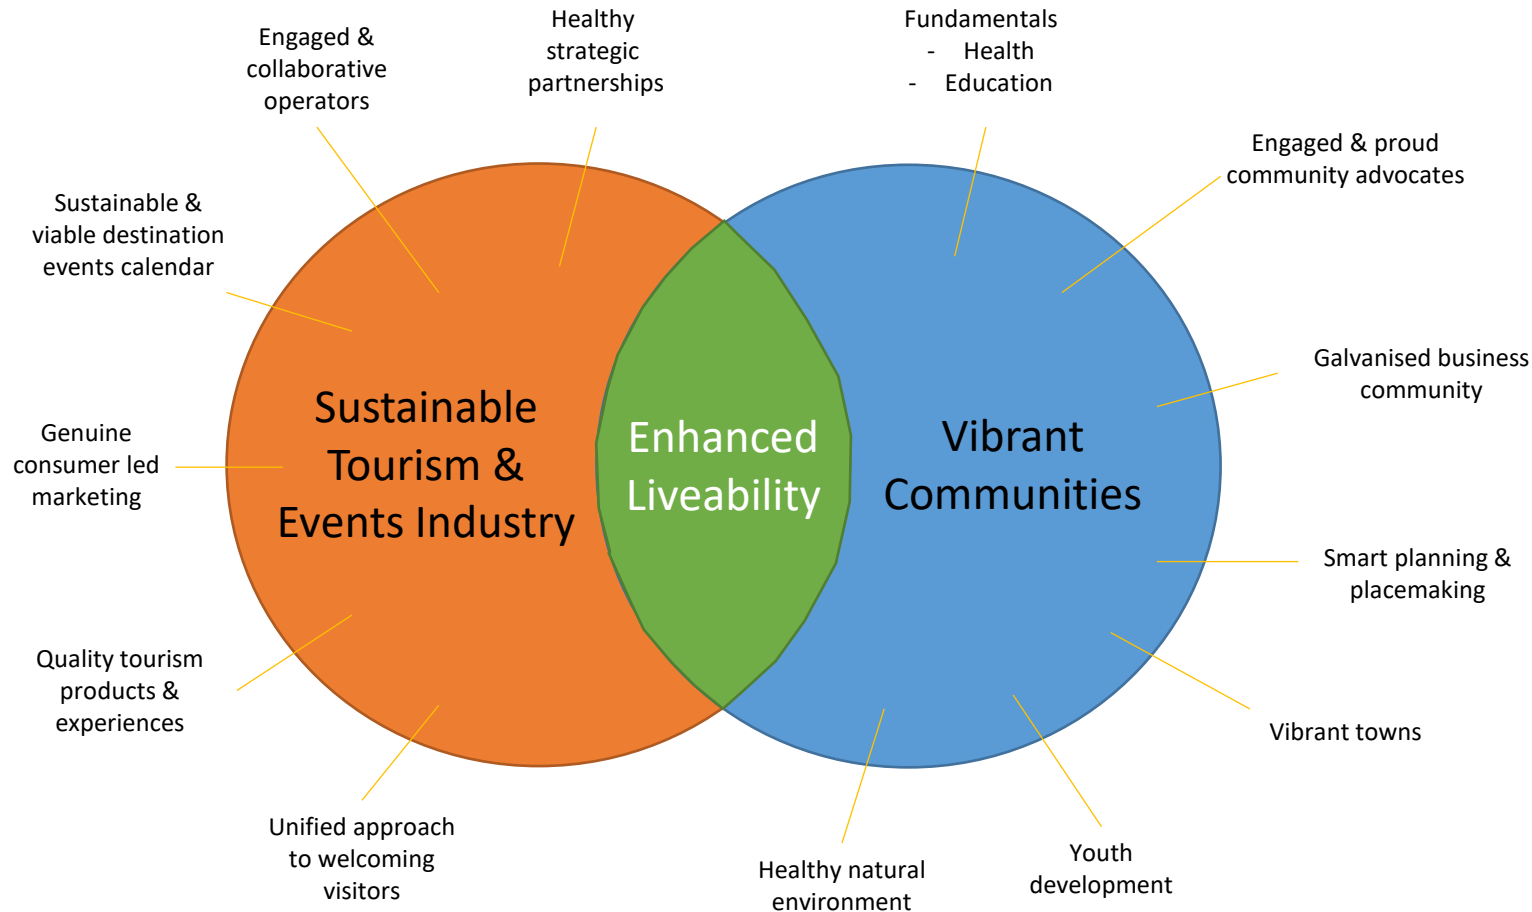 Healthy
strategic
partnerships
Fundamentals
- Health
- Education
Engaged &
collaborative
operators
Engaged & proud
community advocates
Sustainable &
viable destination
events calendar
Galvanised business
community
Genuine
consumer led
marketing
Sustainable
Tourism &
Events Industry
Enhanced
Liveability
Vibrant
Communities
Smart planning &
placemaking
Quality tourism
products &
experiences
Vibrant towns
Unified approach
to welcoming
visitors
Healthy natural
environment
Youth
development